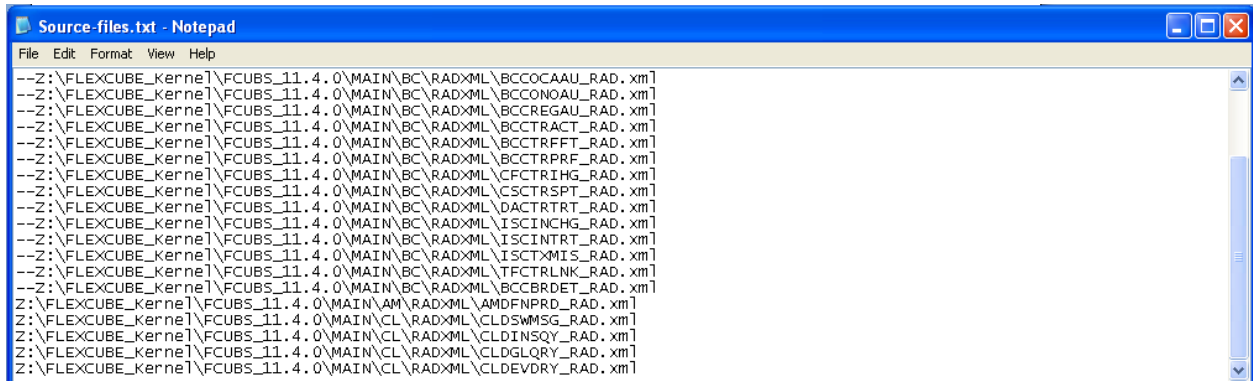 Source-files.txt - Notepad
File Edit Format View Help
--Z:\FLEXCUBE_Kernel\FCUBS_11.4.0\MAIN\BC\RADXML\BCCOCAAU_RAD.xml
--Z:\FLEXCUBE_Kernel\FCUBS_11.4.0\MAIN\BC\RADXML\BCCONOAU_RAD.xml
--Z:\FLEXCUBE_Kernel\FCUBS_11.4.0\MAIN\BC\RADXML\BCCREGAU_RAD.xml
--Z:\FLEXCUBE_Kernel\FCUBS_11.4.0\MAIN\BC\RADXML\BCCTRACT_RAD.xml
--Z:\FLEXCUBE_Kernel\FCUBS_11.4.0\MAIN\BC\RADXML\BCCTRFFT_RAD.xml
--Z:\FLEXCUBE_Kernel\FCUBS_11.4.0\MAIN\BC\RADXML\BCCTRPRF_RAD.xml
--Z:\FLEXCUBE_Kernel\FCUBS_11.4.0\MAIN\BC\RADXML\CFCTRIHG_RAD.xml
--Z:\FLEXCUBE_Kernel\FCUBS_11.4.0\MAIN\BC\RADXML\CSCTRSPT_RAD.xml
--Z:\FLEXCUBE_Kernel\FCUBS_11.4.0\MAIN\BC\RADXML\DACTRTRT_RAD.xml
--Z:\FLEXCUBE_Kernel\FCUBS_11.4.0\MAIN\BC\RADXML\ISCINCHG_RAD.xml
--Z:\FLEXCUBE_Kernel\FCUBS_11.4.0\MAIN\BC\RADXML\ISCINTRT_RAD.xml
--Z:\FLEXCUBE_Kernel\FCUBS_11.4.0\MAIN\BC\RADXML\ISCTXMIS_RAD.xml
--Z:\FLEXCUBE_Kernel\FCUBS_11.4.0\MAIN\BC\RADXML\TFCTRLNK_RAD.xml
--Z:\FLEXCUBE_Kernel\FCUBS_11.4.0\MAIN\BC\RADXML\BCCBRDET_RAD.xml
Z:\FLEXCUBE_Kernel\FCUBS_11.4.0\MAIN\AM\RADXML\AMDFNPRD_RAD.xml
Z:\FLEXCUBE_Kernel\FCUBS_11.4.0\MAIN\CL\RADXML\CLDSWMSG_RAD.xml
Z:\FLEXCUBE_Kernel\FCUBS_11.4.0\MAIN\CL\RADXML\CLDINSQY_RAD.xml
Z:\FLEXCUBE_Kernel\FCUBS_11.4.0\MAIN\CL\RADXML\CLDGLQRY_RAD.xml
Z:\FLEXCUBE_Kernel\FCUBS_11.4.0\MAIN\CL\RADXML\CLDEVDRY_RAD.xml